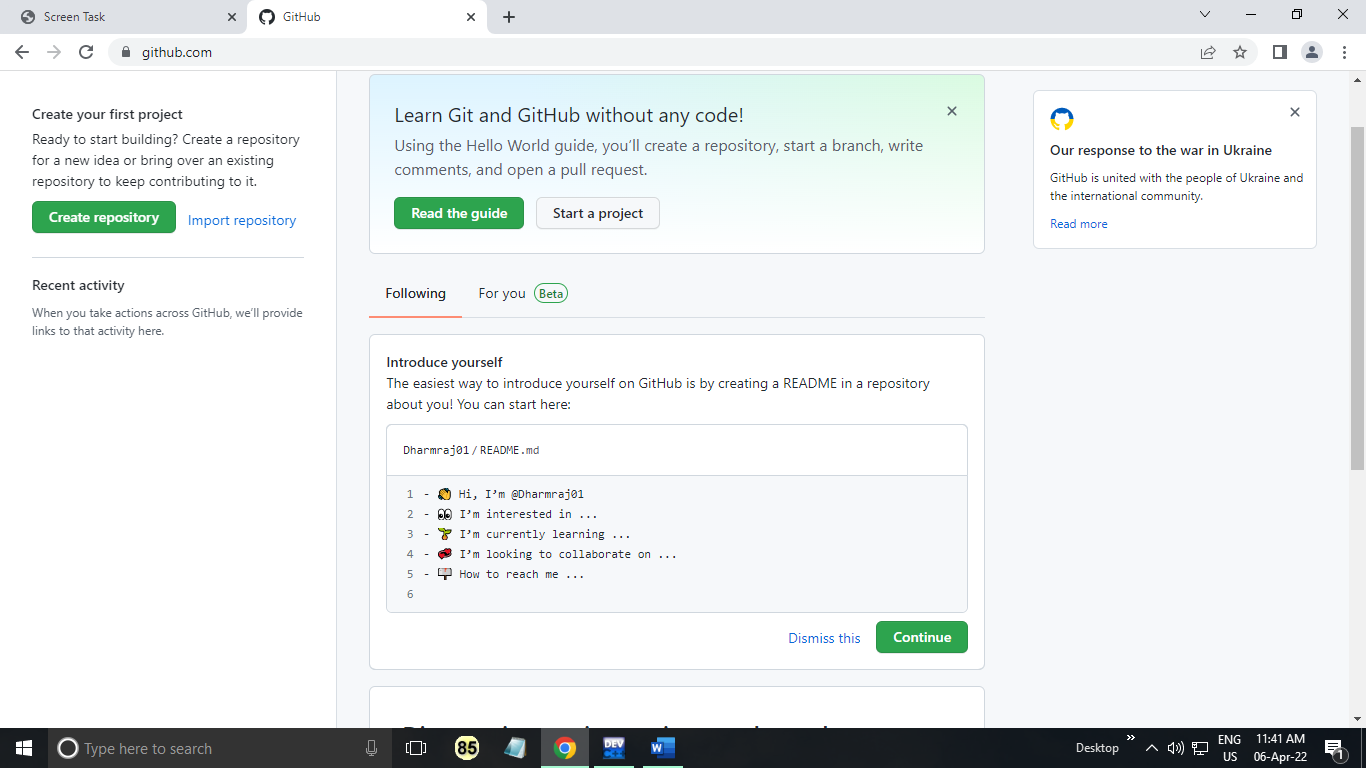 Screen Task
GitHub
github.com
Create your first project
Ready to start building? Create a repository
for a new idea or bring over an existing
repository to keep contributing to it.
Create repository
Import repository
Recent activity
When you take actions across GitHub, we'll provide
links to that activity here.
Learn Git and GitHub without any code!
Using the Hello World guide, you'll create a repository, start a branch, write
comments, and open a pull request.
Read the guide
Start a project
Following
For you Beta
Introduce yourself
The easiest way to introduce yourself on GitHub is by creating a README in a repository
about you! You can start here:
Dharmraj01/README.md
1 - 👋 Hi, I'm @Dharmraj01
2 - 👀 I'm interested in ...
3 - 🌱 I'm currently learning ...
4 - 💞️ I'm looking to collaborate on ...
5 - 📫 How to reach me ...
6
Dismiss this
Continue
Our response to the war in Ukraine
GitHub is united with the people of Ukraine and
the international community.
Read more
Type here to search
85
DEV
Desktop
ENG
US
11:41 AM
06-Apr-22
1